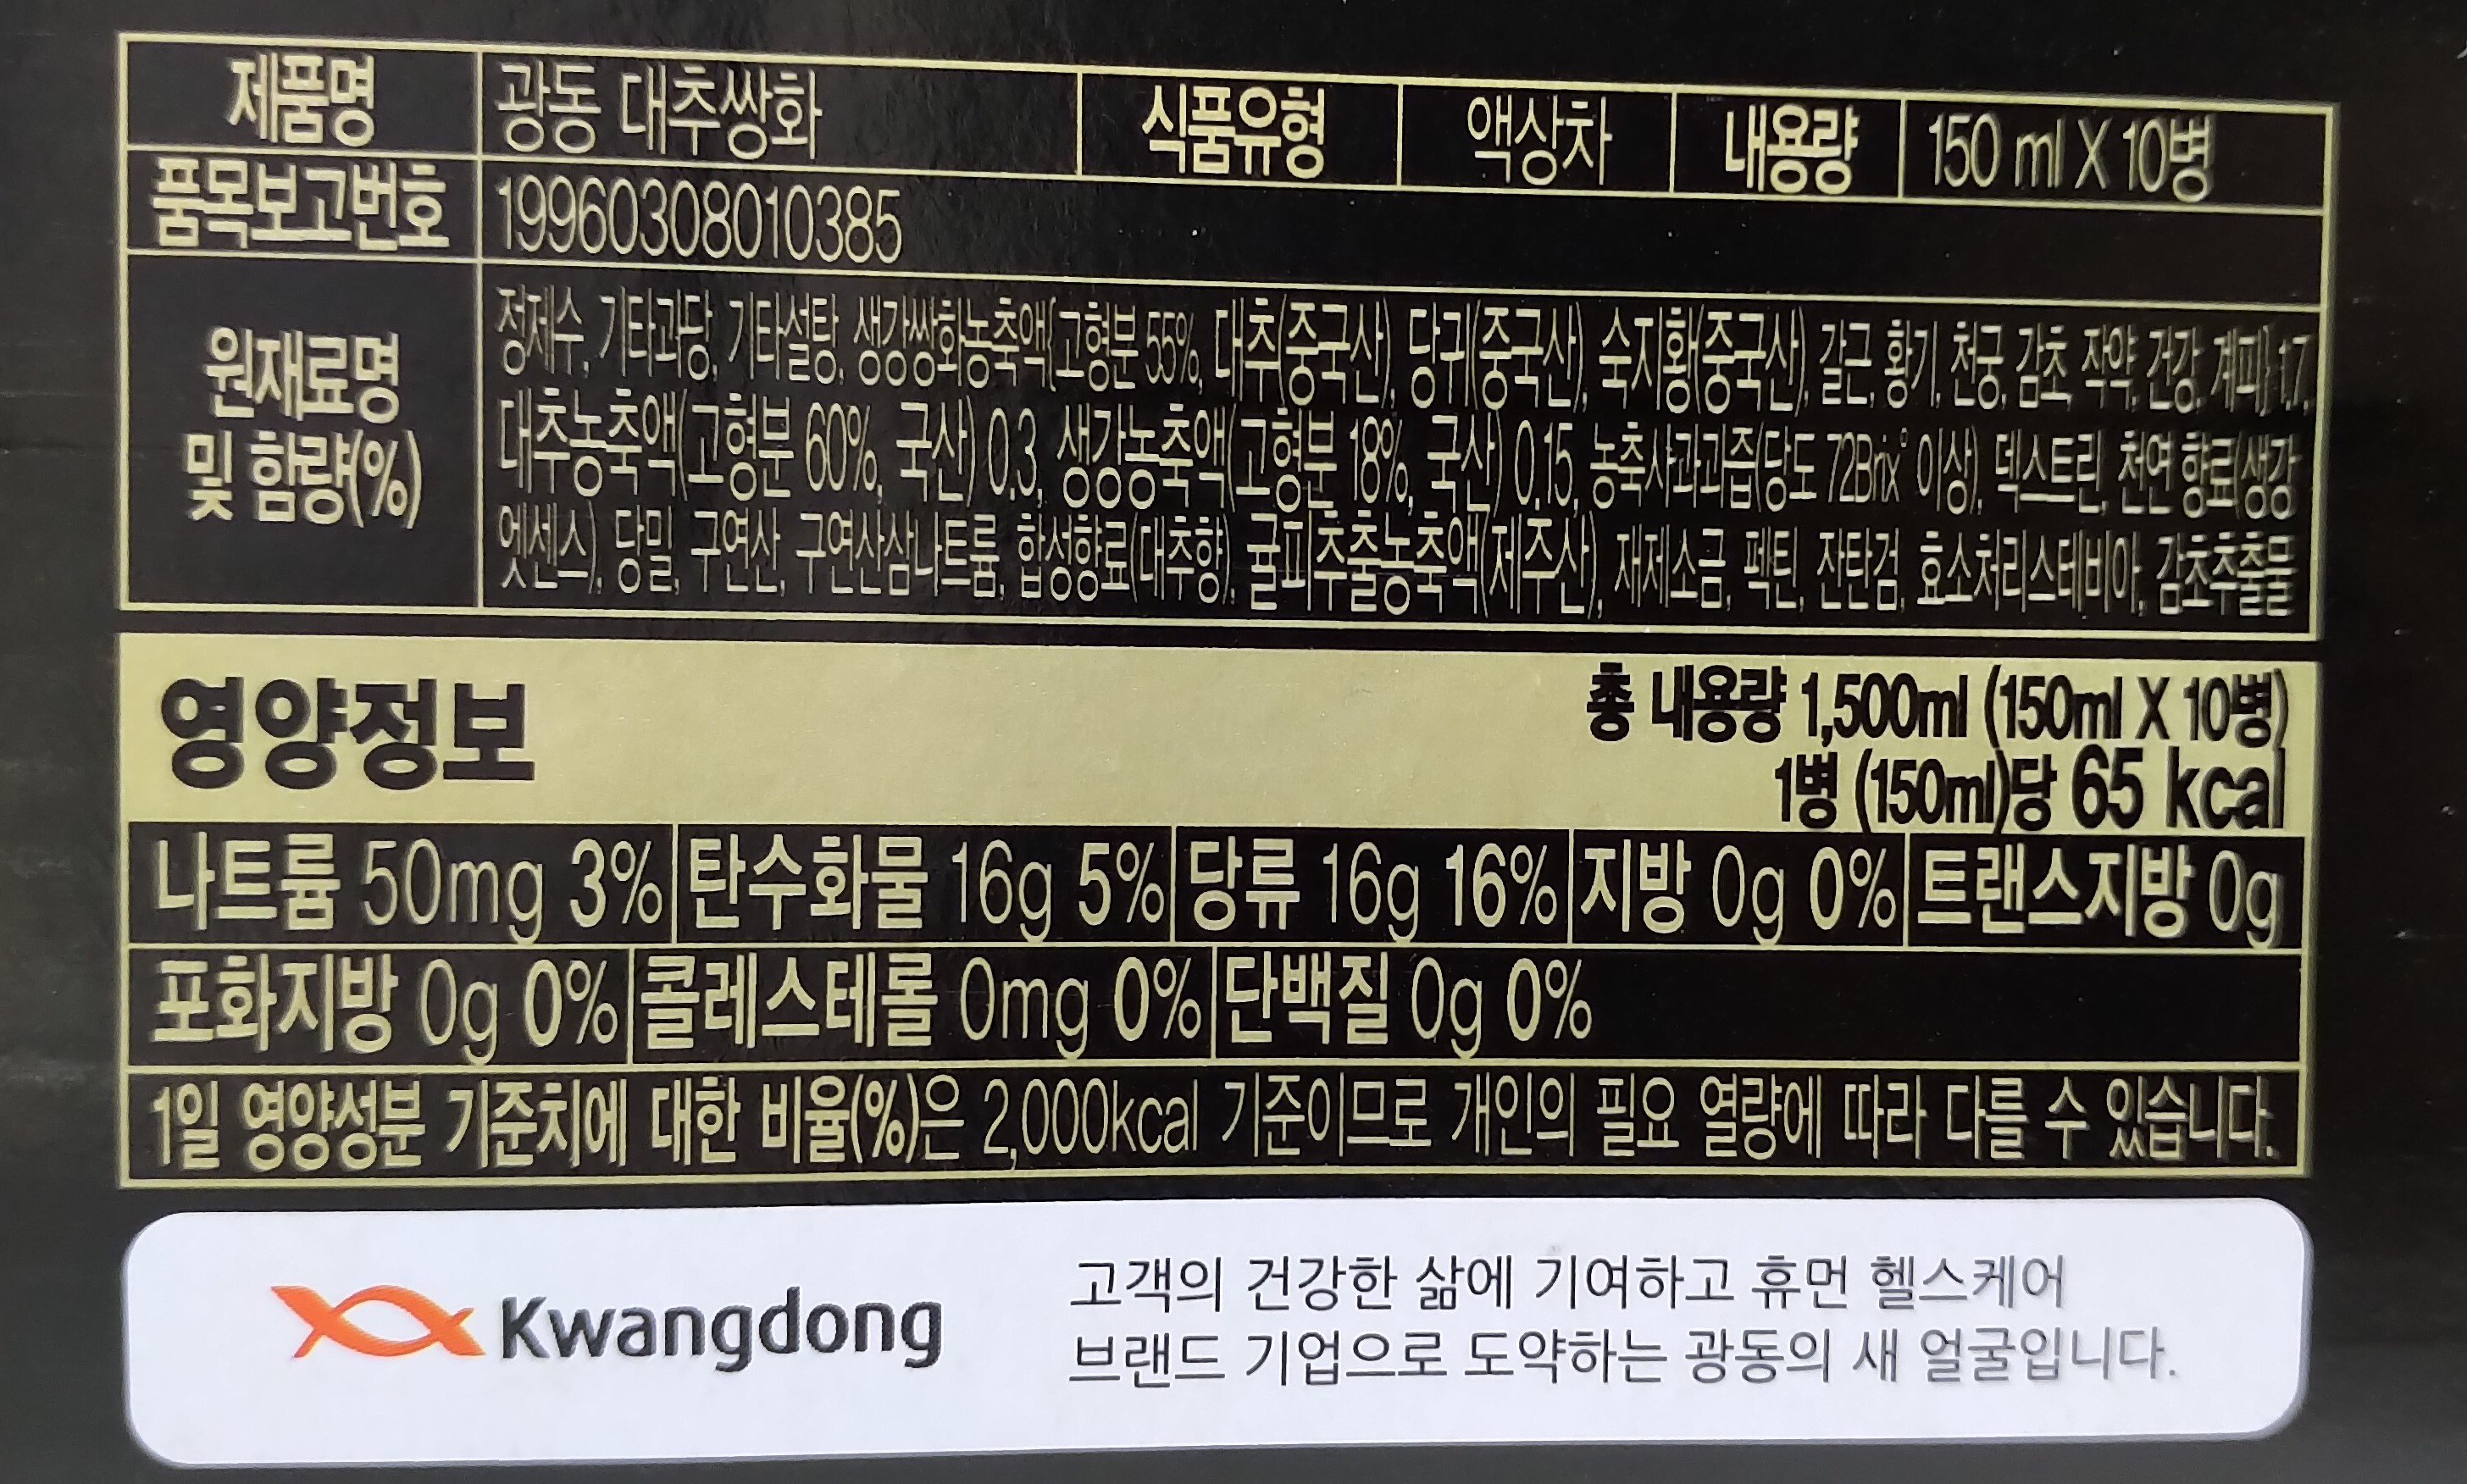 제품명 광동 대추쌍화 식품유형 액상차 내용량 150 ml X 10병
품목보고번호 19960308010385
원재료명
및 함량(%)
정제수, 기타과당, 기타설탕, 생강쌍화농축액{고형분 55%, 대추(중국산), 당귀(중국산), 숙지황(중국산), 갈근, 황기, 천궁, 감초, 작약, 건강, 계피} 1.7,
대추농축액(고형분 60%, 국산) 0.3, 생강농축액(고형분 18%, 국산) 0.15, 농축사과과즙(당도 72Brix° 이상), 덱스트린, 천연향료(생강
엣센스), 당밀, 구연산, 구연산삼나트륨, 합성향료(대추향), 귤피추출농축액(제주산), 재제소금, 펙틴, 잔탄검, 효소처리스테비아, 감초추출물
영양정보
총 내용량 1,500ml (150ml X 10병)
1병 (150ml)당 65 kcal
나트륨 50mg 3% 탄수화물 16g 5% 당류 16g 16% 지방 0g 0% 트랜스지방 0g
포화지방 0g 0% 콜레스테롤 0mg 0% 단백질 0g 0%
1일 영양성분 기준치에 대한 비율(%)은 2,000kcal 기준이므로 개인의 필요 열량에 따라 다를 수 있습니다.
Kwangdong
고객의 건강한 삶에 기여하고 휴먼 헬스케어
브랜드 기업으로 도약하는 광동의 새 얼굴입니다.